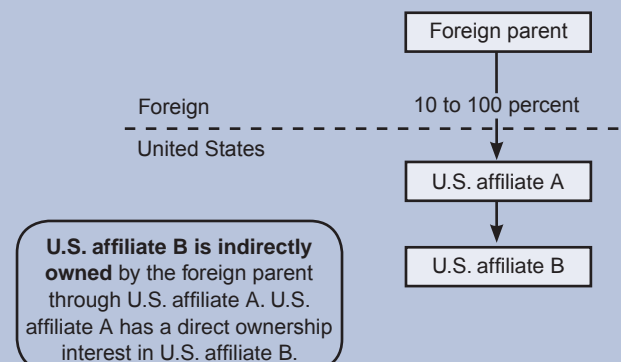 Foreign parent
Foreign
10 to 100 percent
United States
U.S. affiliate A
U.S. affiliate B
U.S. affiliate B is indirectly
owned by the foreign parent
through U.S. affiliate A. U.S.
affiliate A has a direct ownership
interest in U.S. affiliate B.